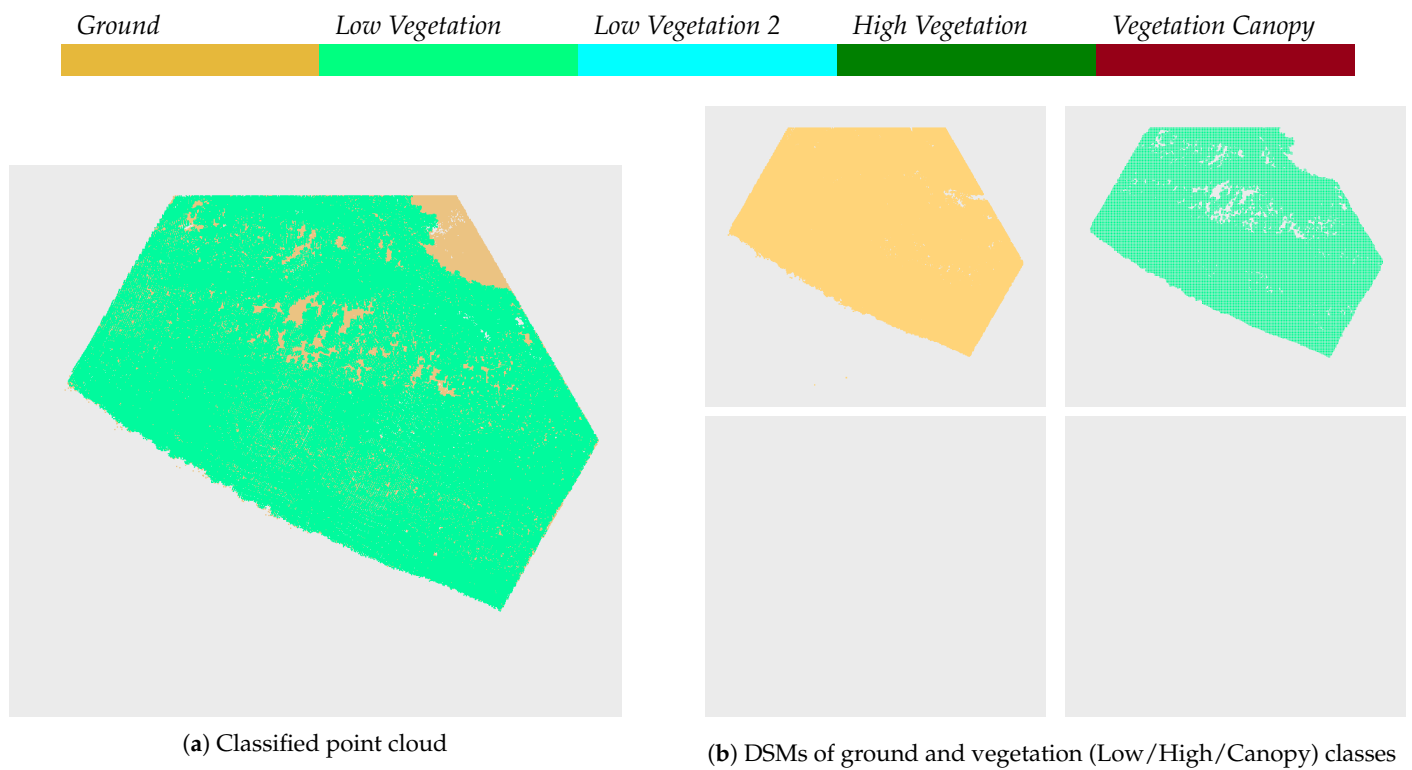 Ground Low Vegetation Low Vegetation 2 High Vegetation Vegetation Canopy
(a) Classified point cloud
(b) DSMs of ground and vegetation (Low/High/Canopy) classes